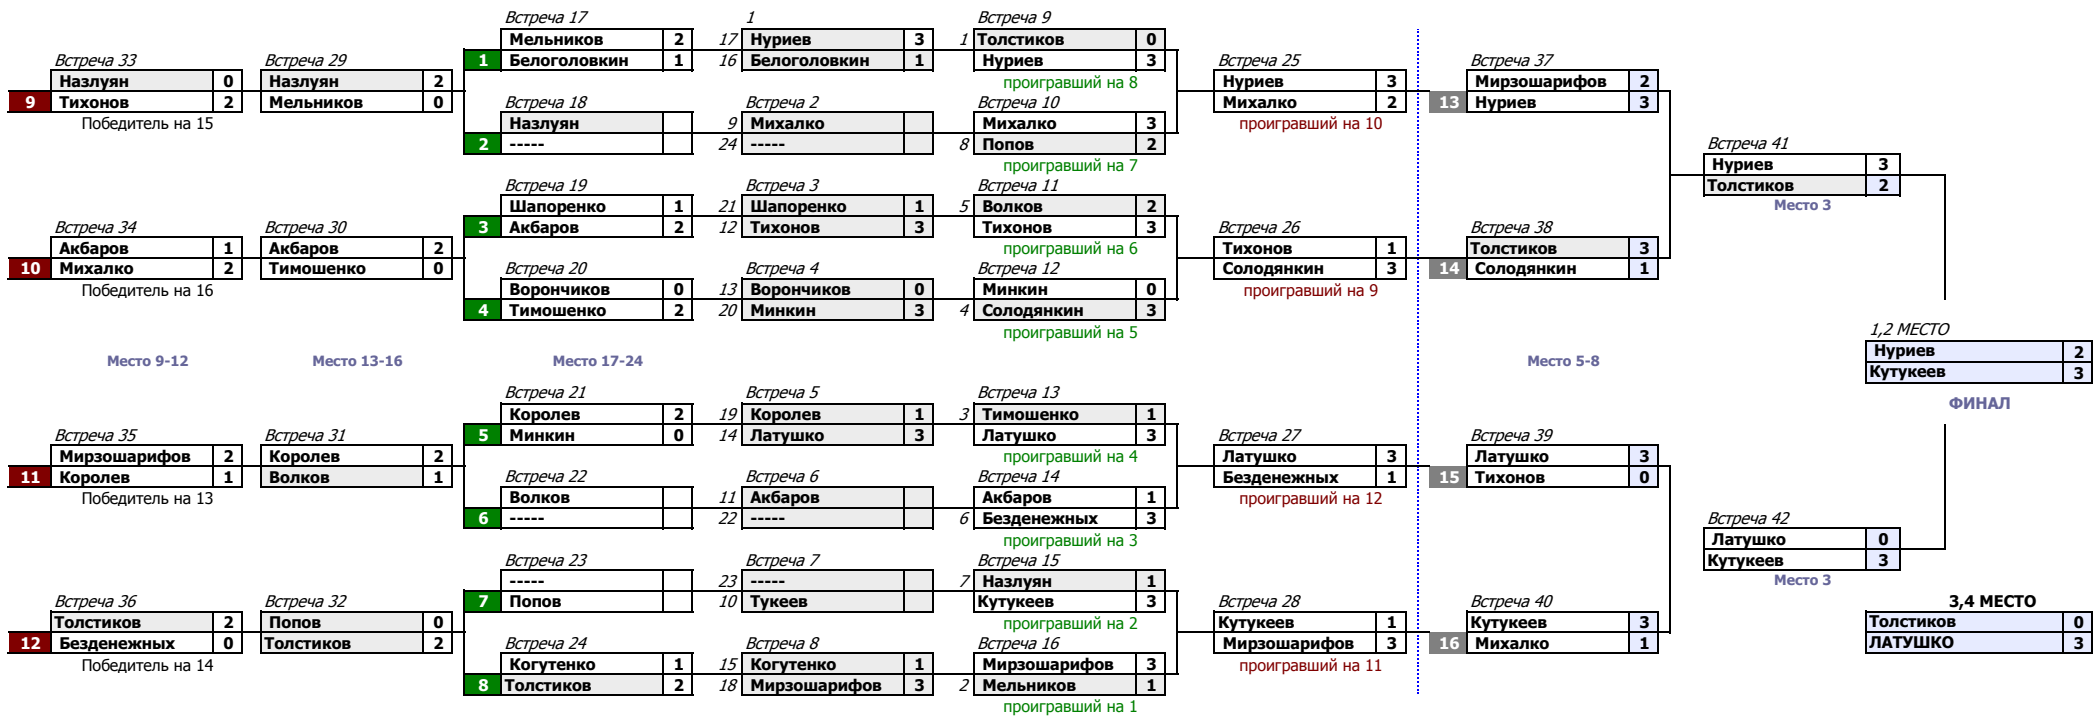 Встреча 17
1
Встреча 9
Мельников 2
17 Нуриев 3
1 Толстиков 0
Встреча 33
Встреча 29
1 Белоголовкин 1
16 Белоголовкин 1
Нуриев 3
Встреча 25
Встреча 37
Назлуян 0
Назлуян 2
проигравший на 8
Нуриев 3
Мирзошарифов 2
9 Тихонов 2
Мельников 0
Встреча 18
Встреча 2
Встреча 10
Михалко 2
13 Нуриев 3
Победитель на 15
Назлуян
9 Михалко
Михалко 3
проигравший на 10
2 -----
24 -----
8 Попов 2
Встреча 41
проигравший на 7
Нуриев 3
Встреча 19
Встреча 3
Встреча 11
Толстиков 2
Шапоренко 1
21 Шапоренко 1
5 Волков 2
Место 3
Встреча 34
Встреча 30
3 Акбаров 2
12 Тихонов 3
Тихонов 3
Встреча 26
Встреча 38
Акбаров 1
Акбаров 2
проигравший на 6
Тихонов 1
Толстиков 3
10 Михалко 2
Тимошенко 0
Встреча 20
Встреча 4
Встреча 12
Солодянкин 3
14 Солодянкин 1
Победитель на 16
Ворончиков 0
13 Ворончиков 0
Минкин 0
проигравший на 9
4 Тимошенко 2
20 Минкин 3
4 Солодянкин 3
проигравший на 5
1,2 МЕСТО
Нуриев 2
Место 9-12
Место 13-16
Место 17-24
Место 5-8
Кутукеев 3
Встреча 21
Встреча 5
Встреча 13
ФИНАЛ
Королев 2
19 Королев 1
3 Тимошенко 1
Встреча 35
Встреча 31
5 Минкин 0
14 Латушко 3
Латушко 3
Встреча 27
Встреча 39
Мирзошарифов 2
Королев 2
проигравший на 4
Латушко 3
Латушко 3
11 Королев 1
Волков 1
Встреча 22
Встреча 6
Встреча 14
Безденежных 1
15 Тихонов 0
Победитель на 13
Волков
11 Акбаров
Акбаров 1
проигравший на 12
6 -----
22 -----
6 Безденежных 3
Встреча 42
проигравший на 3
Латушко 0
Встреча 23
Встреча 7
Встреча 15
Кутукеев 3
-----
23 -----
7 Назлуян 1
Место 3
Встреча 36
Встреча 32
7 Попов
10 Тукеев
Кутукеев 3
Встреча 28
Встреча 40
3,4 МЕСТО
Толстиков 2
Попов 0
проигравший на 2
Кутукеев 1
Кутукеев 3
Толстиков 0
12 Безденежных 0
Толстиков 2
Встреча 24
Встреча 8
Встреча 16
Мирзошарифов 3
16 Михалко 1
ЛАТУШКО 3
Победитель на 14
Когутенко 1
15 Когутенко 1
Мирзошарифов 3
проигравший на 11
8 Толстиков 2
18 Мирзошарифов 3
2 Мельников 1
проигравший на 1